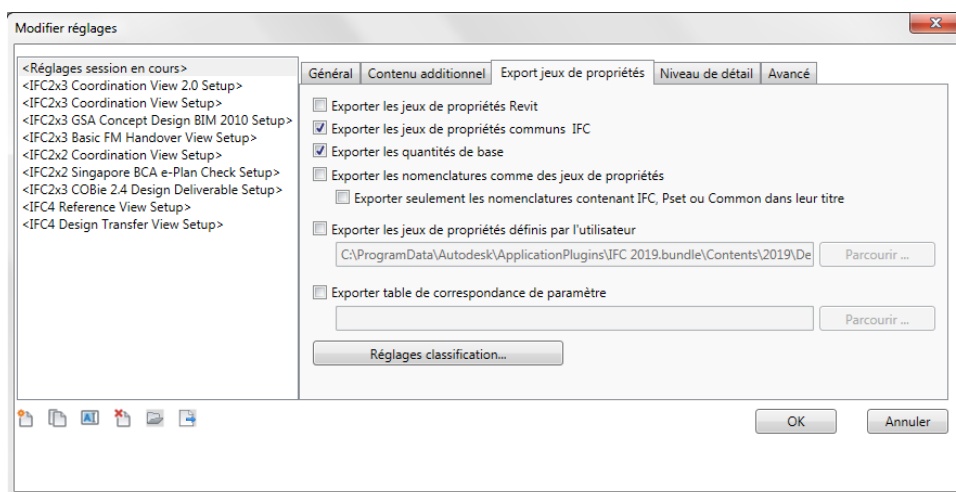 Modifier réglages
<Réglages session en cours>
<IFC2x3 Coordination View 2.0 Setup>
<IFC2x3 Coordination View Setup>
<IFC2x3 GSA Concept Design BIM 2010 Setup>
<IFC2x3 Basic FM Handover View Setup>
<IFC2x2 Coordination View Setup>
<IFC2x2 Singapore BCA e-Plan Check Setup>
<IFC2x3 COBie 2.4 Design Deliverable Setup>
<IFC4 Reference View Setup>
<IFC4 Design Transfer View Setup>
Général Contenu additionnel Export jeux de propriétés Niveau de détail Avancé
Exporter les jeux de propriétés Revit
Exporter les jeux de propriétés communs IFC
Exporter les quantités de base
Exporter les nomenclatures comme des jeux de propriétés
Exporter seulement les nomenclatures contenant IFC, Pset ou Common dans leur titre
Exporter les jeux de propriétés définis par l'utilisateur
C:\ProgramData\Autodesk\ApplicationPlugins\IFC 2019.bundle\Contents\2019\De Parcourir ...
Exporter table de correspondance de paramètre
Parcourir ...
Réglages classification...
OK Annuler